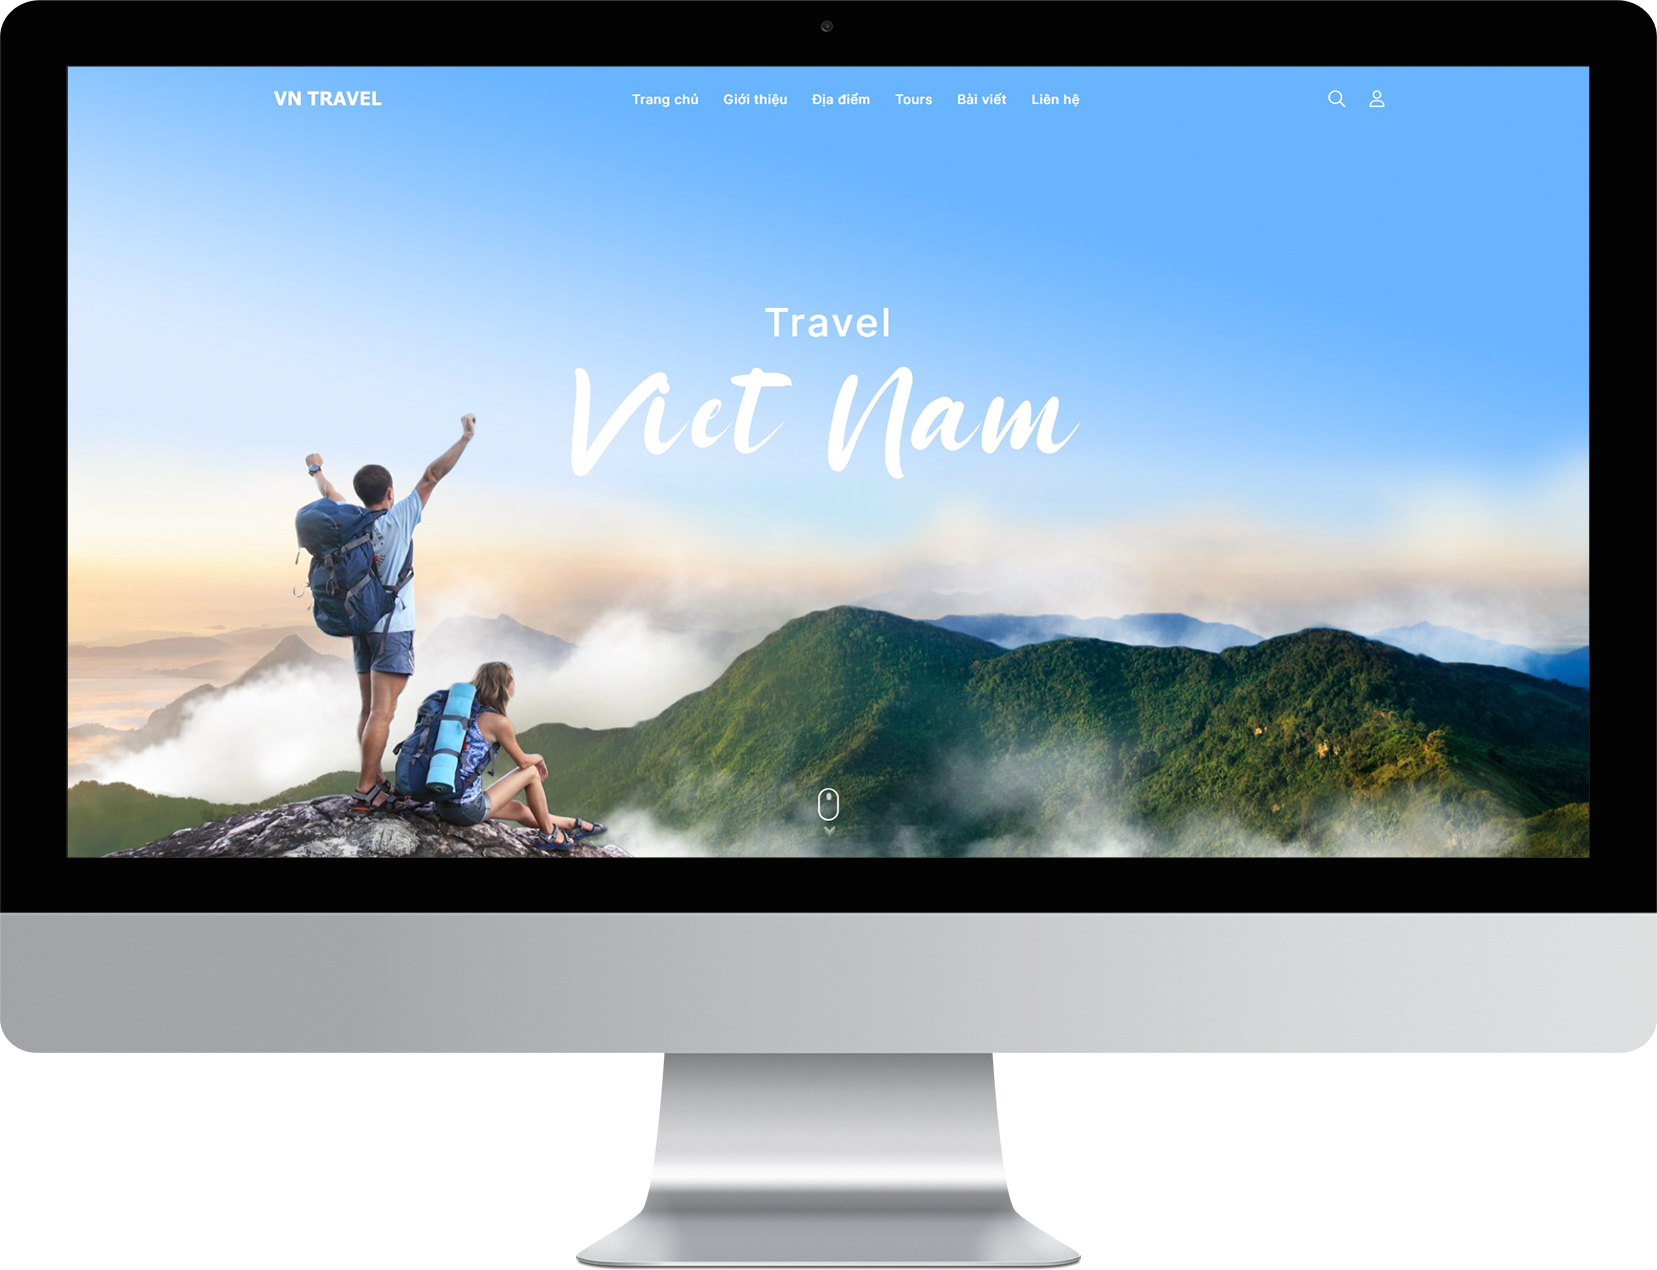 VN TRAVEL Trang chủ Giới thiệu Địa điểm Tours Bài viết Liên hệ
Travel
Viet Nam